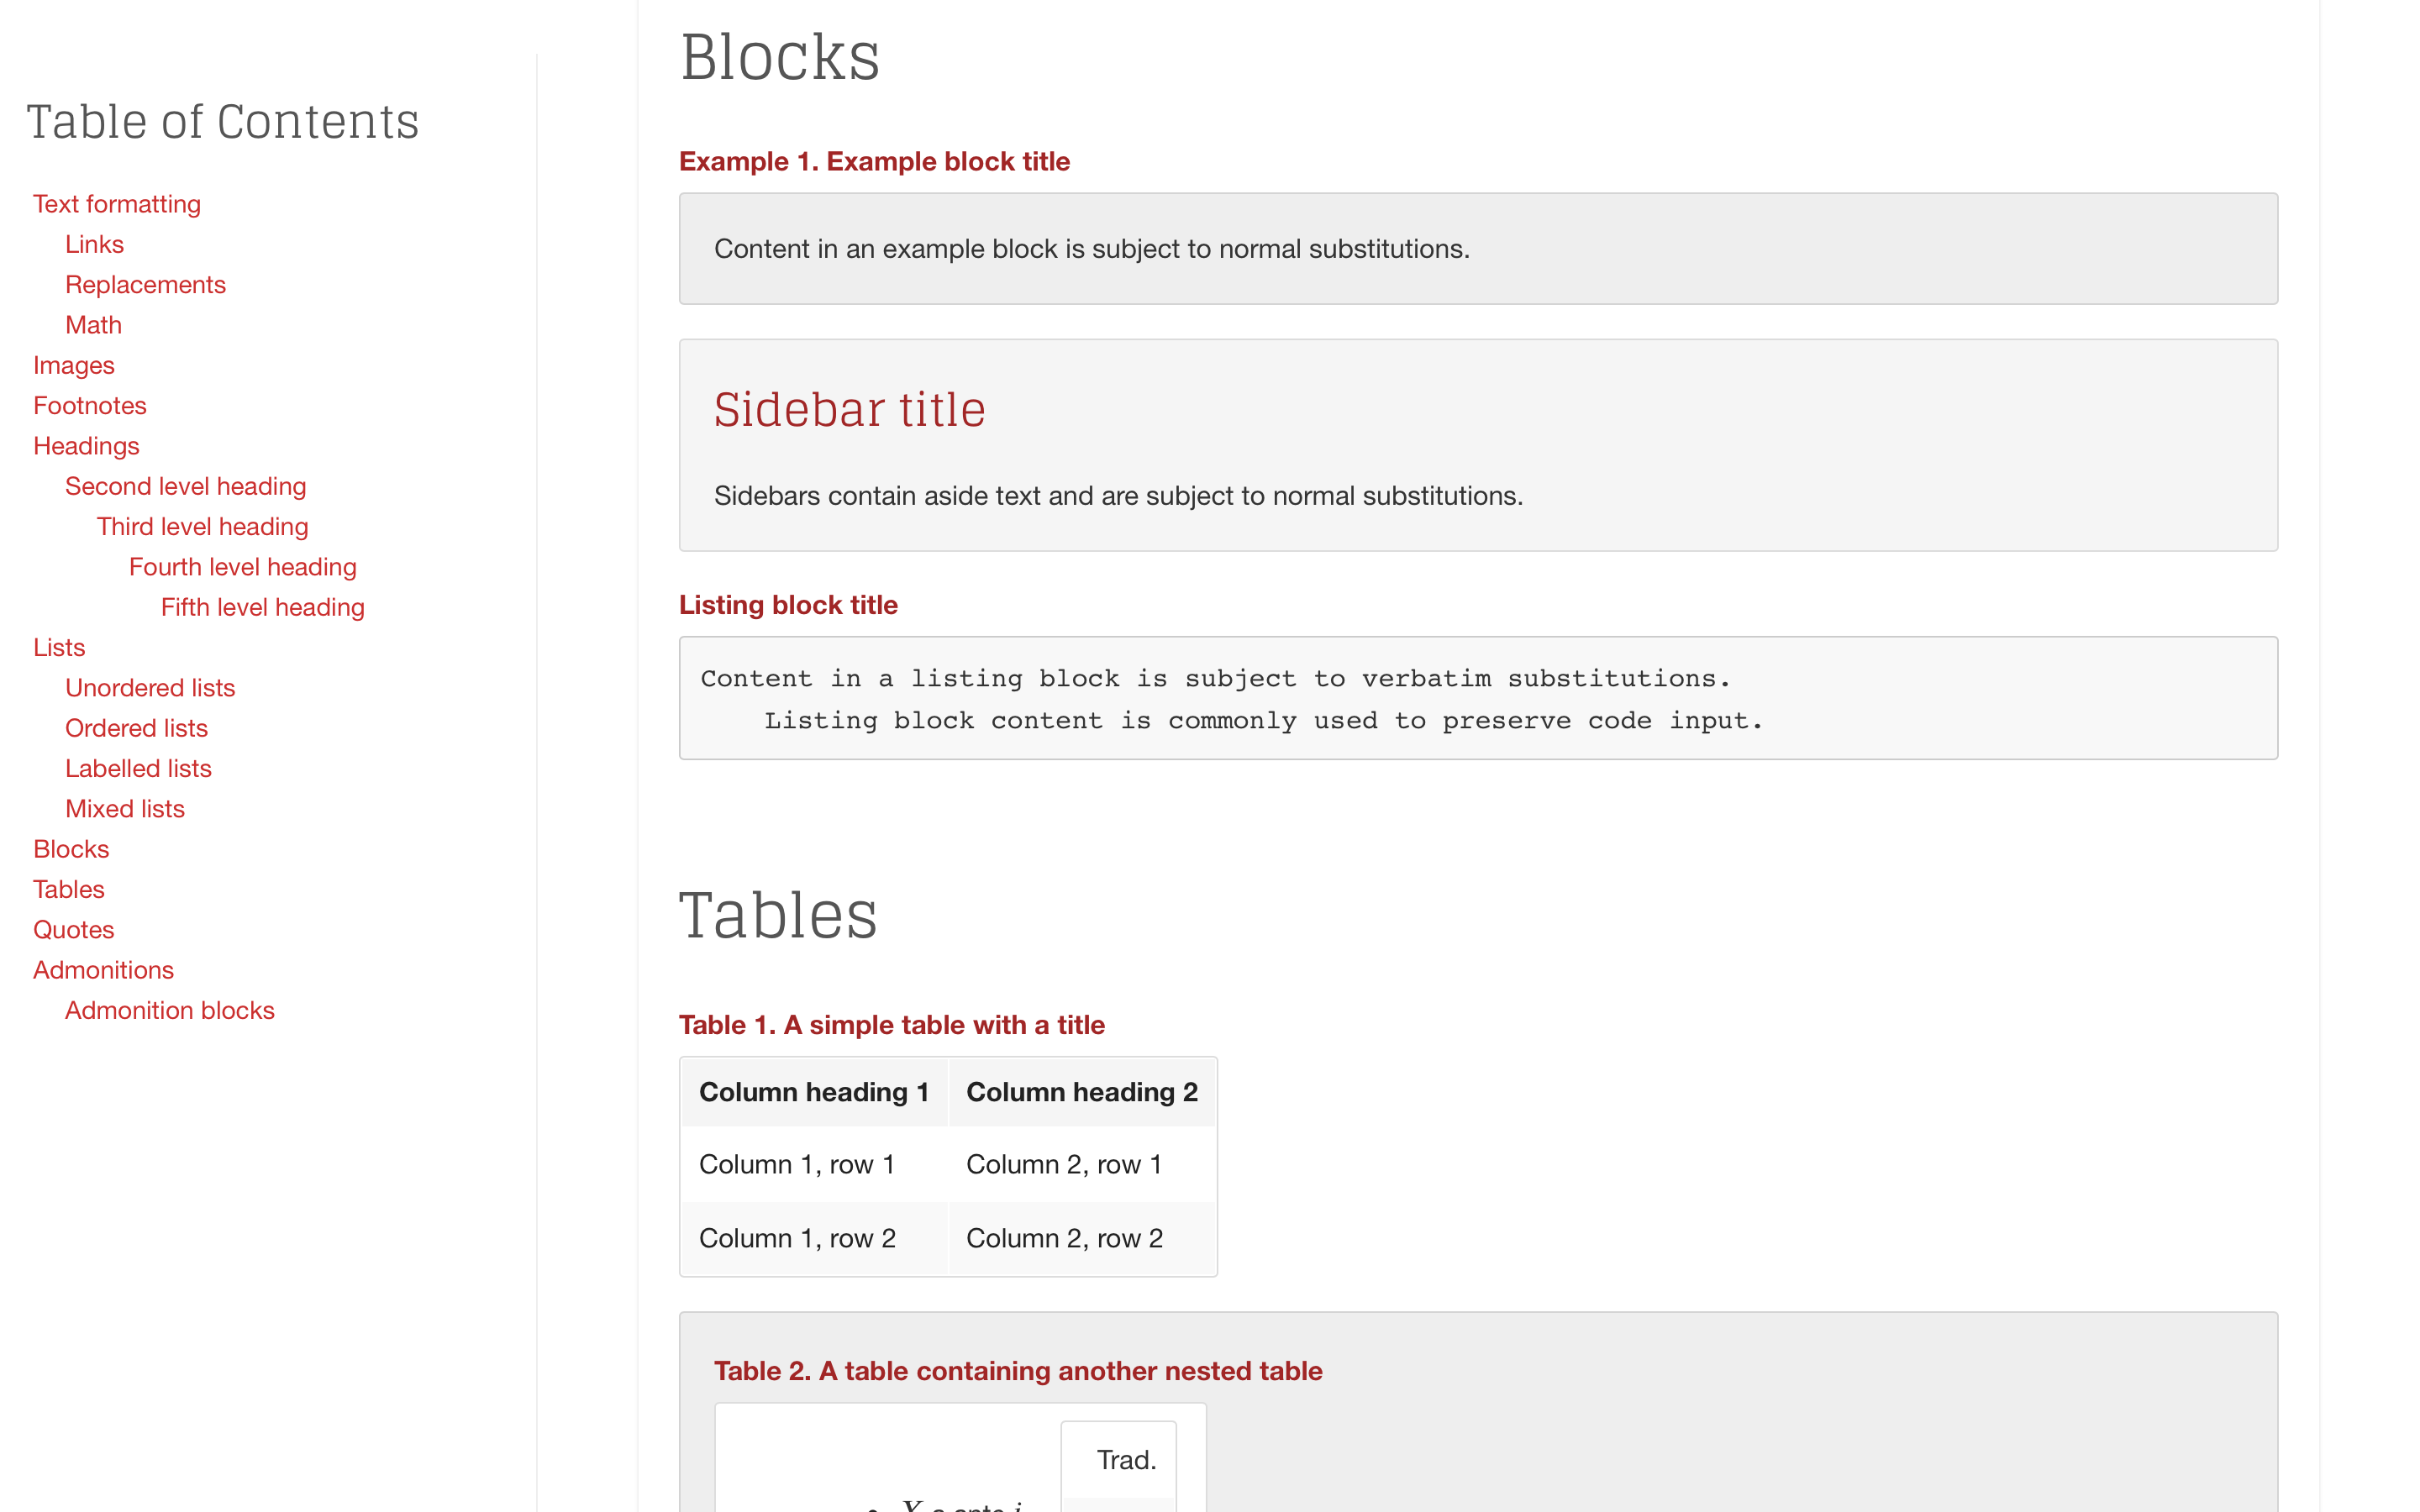 Table of Contents
Text formatting
Links
Replacements
Math
Images
Footnotes
Headings
Second level heading
Third level heading
Fourth level heading
Fifth level heading
Lists
Unordered lists
Ordered lists
Labelled lists
Mixed lists
Blocks
Tables
Quotes
Admonitions
Admonition blocks
Blocks
Example 1. Example block title
Content in an example block is subject to normal substitutions.
Sidebar title
Sidebars contain aside text and are subject to normal substitutions.
Listing block title
Content in a listing block is subject to verbatim substitutions.
    Listing block content is commonly used to preserve code input.
Tables
Table 1. A simple table with a title
Column heading 1 Column heading 2
Column 1, row 1 Column 2, row 1
Column 1, row 2 Column 2, row 2
Table 2. A table containing another nested table
Trad.